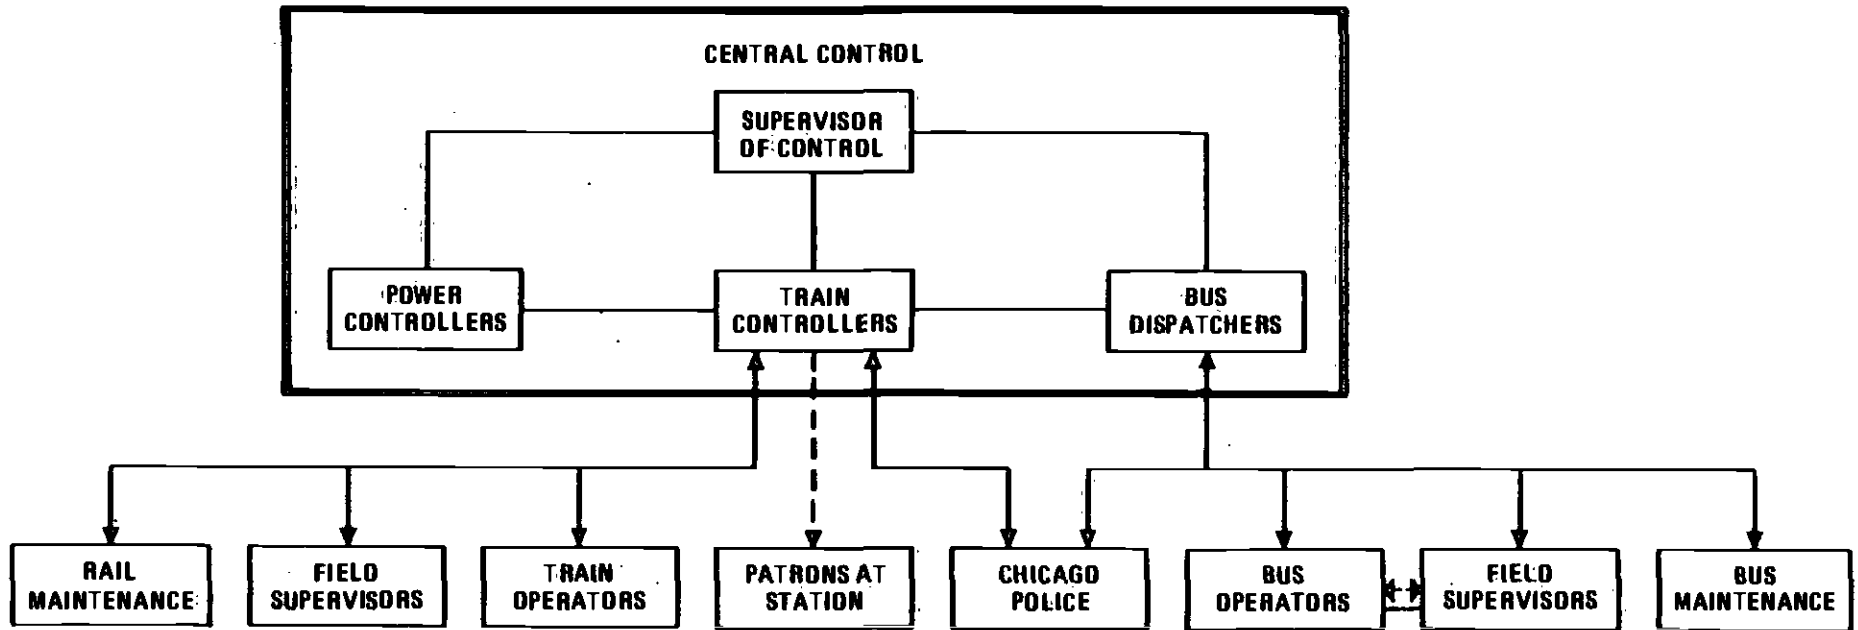 CENTRAL CONTROL
SUPERVISOR
OF CONTROL
POWER
CONTROLLERS
TRAIN
CONTROLLERS
BUS
DISPATCHERS
RAIL
MAINTENANCE
FIELD
SUPERVISORS
TRAIN
OPERATORS
PATRONS AT
STATION
CHICAGO
POLICE
BUS
OPERATORS
FIELD
SUPERVISORS
BUS
MAINTENANCE